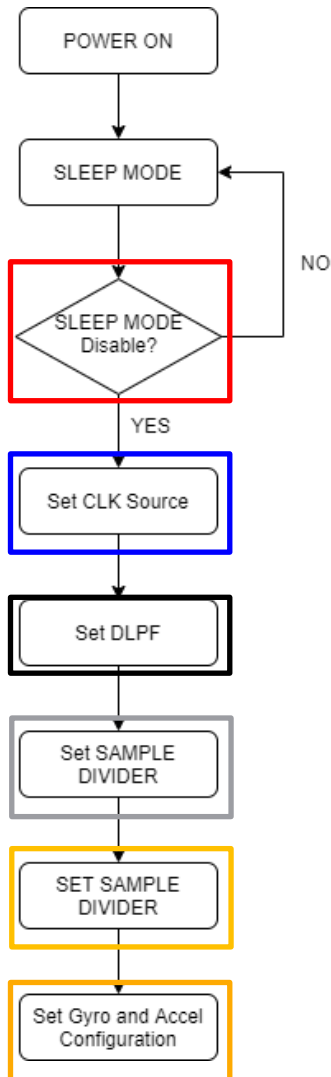 POWER ON
SLEEP MODE
NO
SLEEP MODE
Disable?
YES
Set CLK Source
Set DLPF
Set SAMPLE
DIVIDER
SET SAMPLE
DIVIDER
Set Gyro and Accel
Configuration